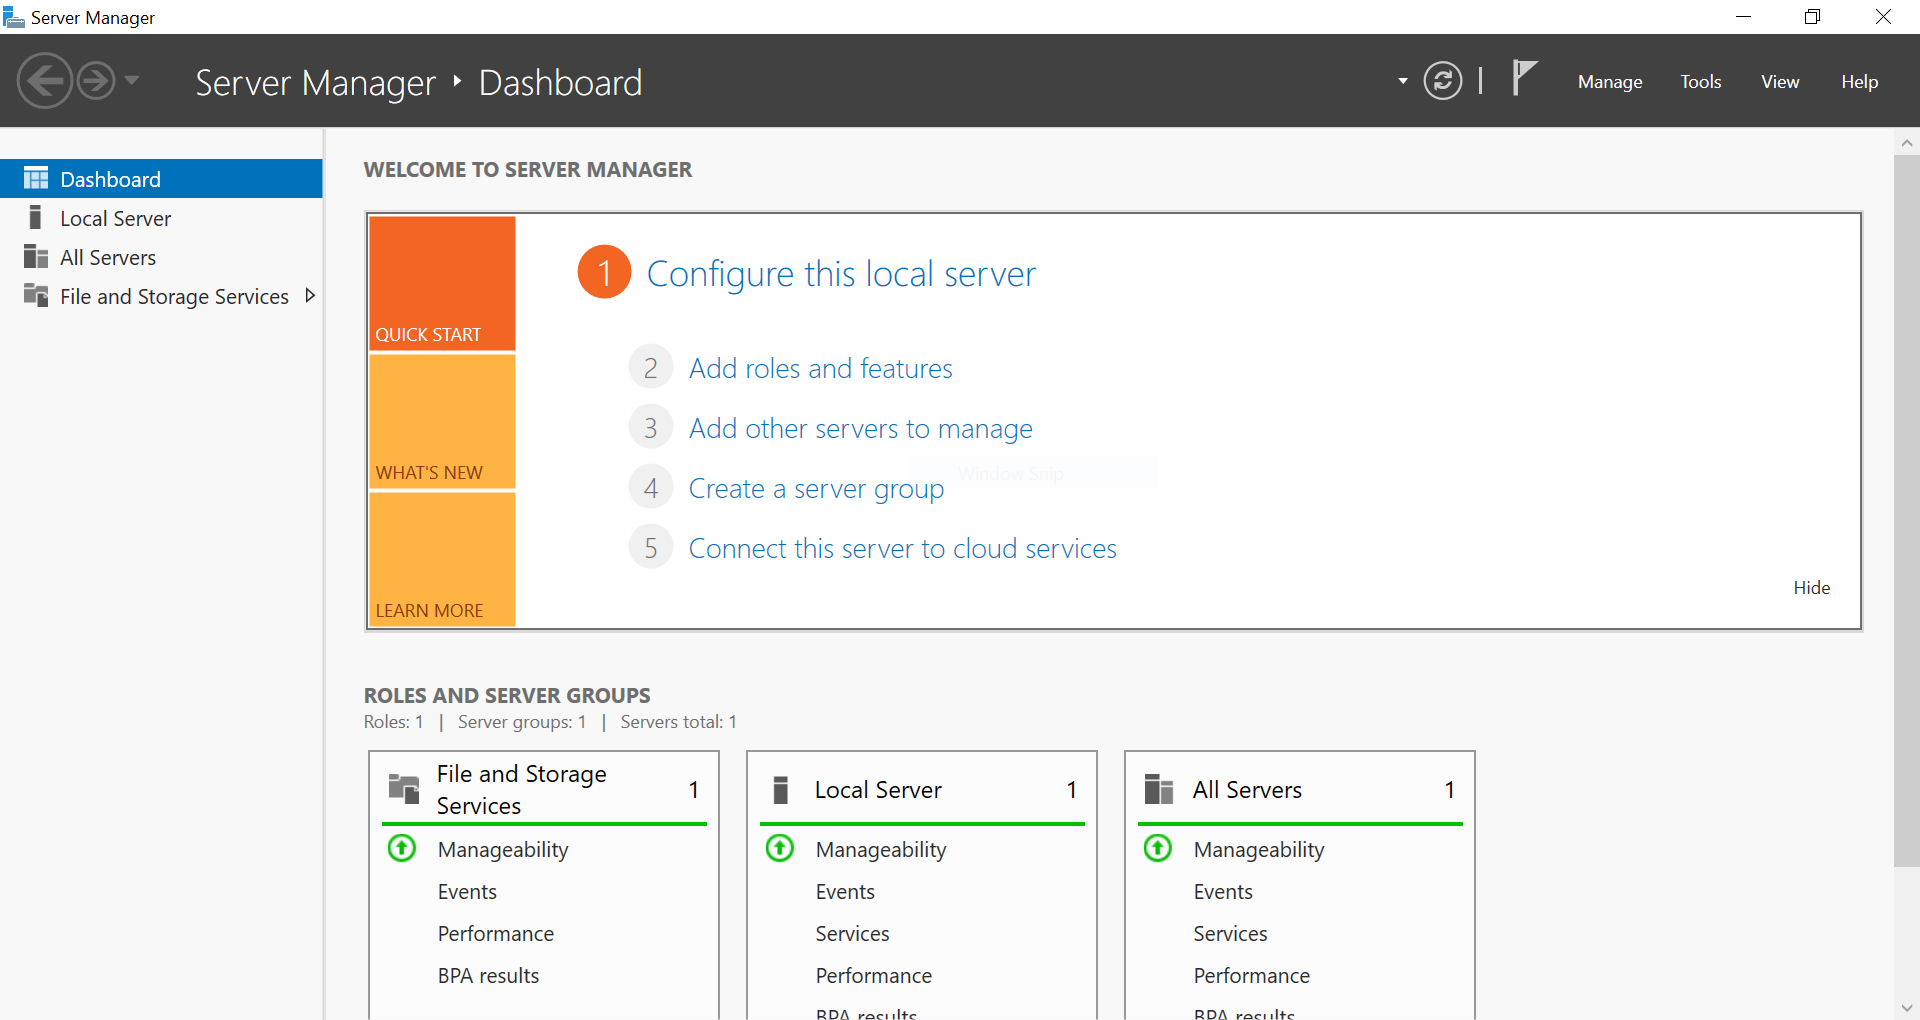 Server Manager
Server Manager Dashboard
Manage Tools View Help
Dashboard
Local Server
All Servers
File and Storage Services
WELCOME TO SERVER MANAGER
QUICK START
WHAT'S NEW
LEARN MORE
1 Configure this local server
2 Add roles and features
3 Add other servers to manage
Window Snip
4 Create a server group
5 Connect this server to cloud services
Hide
ROLES AND SERVER GROUPS
Roles: 1 | Server groups: 1 | Servers total: 1
File and Storage
Services 1
Manageability
Events
Performance
BPA results
Local Server 1
Manageability
Events
Services
Performance
BPA results
All Servers 1
Manageability
Events
Services
Performance
BPA results